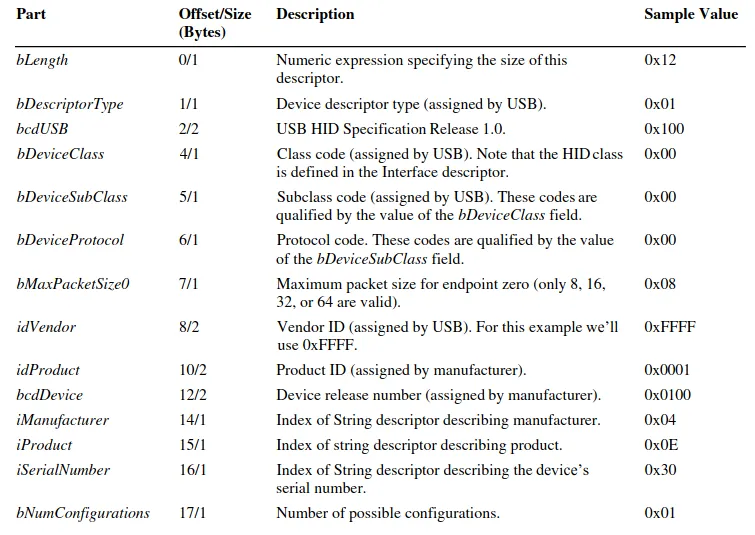 Part Offset/Size Description Sample Value
(Bytes)
bLength 0/1 Numeric expression specifying the size of this 0x12
descriptor.
bDescriptorType 1/1 Device descriptor type (assigned by USB). 0x01
bcdUSB 2/2 USB HID Specification Release 1.0. 0x100
bDeviceClass 4/1 Class code (assigned by USB). Note that the HID class 0x00
is defined in the Interface descriptor.
bDeviceSubClass 5/1 Subclass code (assigned by USB). These codes are 0x00
qualified by the value of the bDeviceClass field.
bDeviceProtocol 6/1 Protocol code. These codes are qualified by the value 0x00
of the bDeviceSubClass field.
bMaxPacketSize0 7/1 Maximum packet size for endpoint zero (only 8, 16, 0x08
32, or 64 are valid).
idVendor 8/2 Vendor ID (assigned by USB). For this example we'll 0xFFFF
use 0xFFFF.
idProduct 10/2 Product ID (assigned by manufacturer). 0x0001
bcdDevice 12/2 Device release number (assigned by manufacturer). 0x0100
iManufacturer 14/1 Index of String descriptor describing manufacturer. 0x04
iProduct 15/1 Index of string descriptor describing product. 0x0E
iSerialNumber 16/1 Index of String descriptor describing the device's 0x30
serial number.
bNumConfigurations 17/1 Number of possible configurations. 0x01